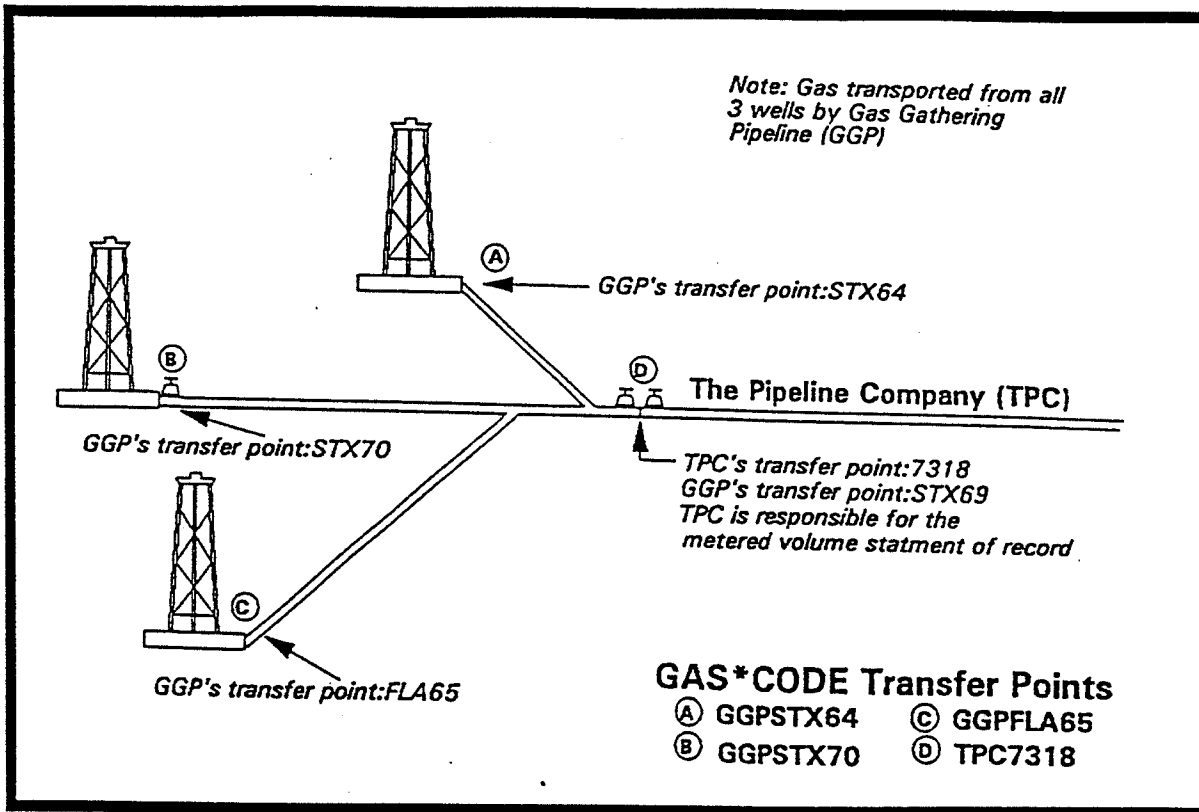 Note: Gas transported from all
3 wells by Gas Gathering
Pipeline (GGP)
A
GGP's transfer point:STX64
B
D
The Pipeline Company (TPC)
GGP's transfer point:STX70
TPC's transfer point:7318
GGP's transfer point:STX69
TPC is responsible for the
metered volume statment of record
C
GGP's transfer point:FLA65
GAS*CODE Transfer Points
A GGPSTX64 C GGPFLA65
B GGPSTX70 D TPC7318